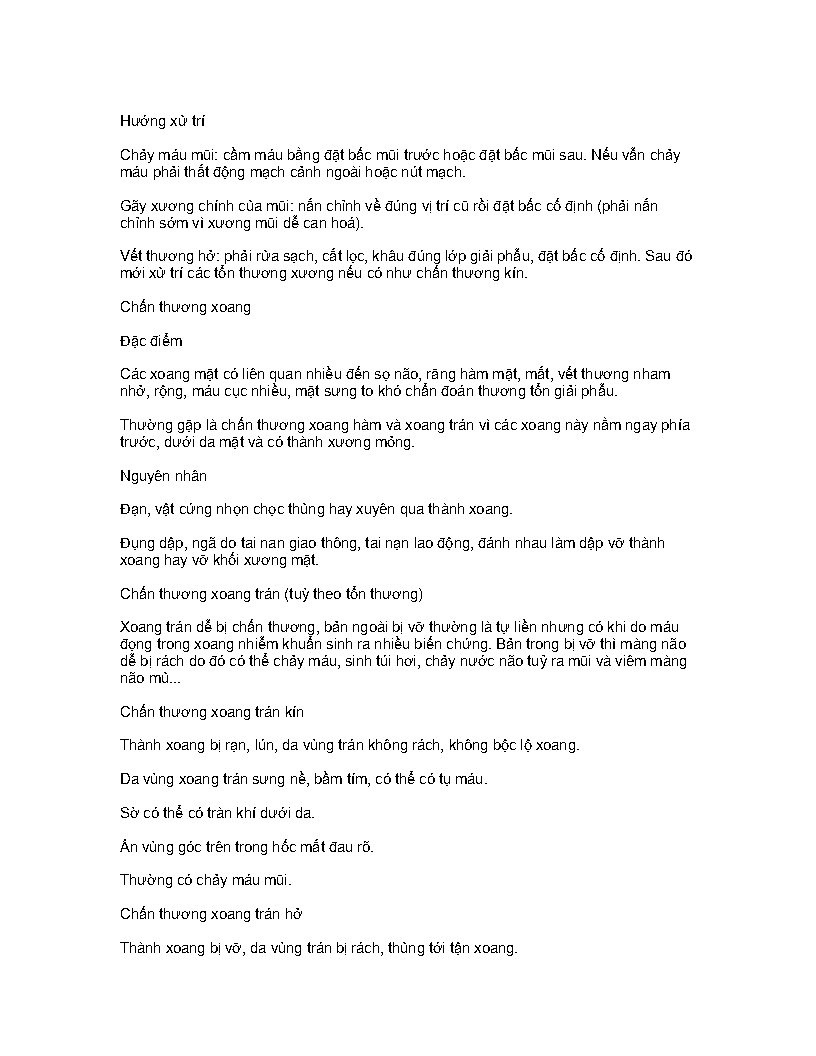 Hướng xử trí
Chảy máu mũi: cầm máu bằng đặt bấc mũi trước hoặc đặt bấc mũi sau. Nếu vẫn chảy
máu phải thắt động mạch cảnh ngoài hoặc nút mạch.
Gãy xương chính của mũi: nắn chỉnh về đúng vị trí cũ rồi đặt bấc cố định (phải nắn
chỉnh sớm vì xương mũi dễ can hoá).
Vết thương hở: phải rửa sạch, cắt lọc, khâu đúng lớp giải phẫu, đặt bấc cố định. Sau đó
mới xử trí các tổn thương xương nếu có như chấn thương kín.
Chấn thương xoang
Đặc điểm
Các xoang mặt có liên quan nhiều đến sọ não, răng hàm mặt, mắt, vết thương nham
nhở, rộng, máu cục nhiều, mặt sưng to khó chẩn đoán thương tổn giải phẫu.
Thường gặp là chấn thương xoang hàm và xoang trán vì các xoang này nằm ngay phía
trước, dưới da mặt và có thành xương mỏng.
Nguyên nhân
Đạn, vật cứng nhọn chọc thủng hay xuyên qua thành xoang.
Đụng dập, ngã do tai nan giao thông, tai nạn lao động, đánh nhau làm dập vỡ thành
xoang hay vỡ khối xương mặt.
Chấn thương xoang trán (tuỳ theo tổn thương)
Xoang trán dễ bị chấn thương, bản ngoài bị vỡ thường là tự liền nhưng có khi do máu
đọng trong xoang nhiễm khuẩn sinh ra nhiều biến chứng. Bản trong bị vỡ thì màng não
dễ bị rách do đó có thể chảy máu, sinh túi hơi, chảy nước não tuỷ ra mũi và viêm màng
não mủ...
Chấn thương xoang trán kín
Thành xoang bị rạn, lún, da vùng trán không rách, không bộc lộ xoang.
Da vùng xoang trán sưng nề, bầm tím, có thể có tụ máu.
Sờ có thể có tràn khí dưới da.
Ấn vùng góc trên trong hốc mắt đau rõ.
Thường có chảy máu mũi.
Chấn thương xoang trán hở
Thành xoang bị vỡ, da vùng trán bị rách, thủng tới tận xoang.